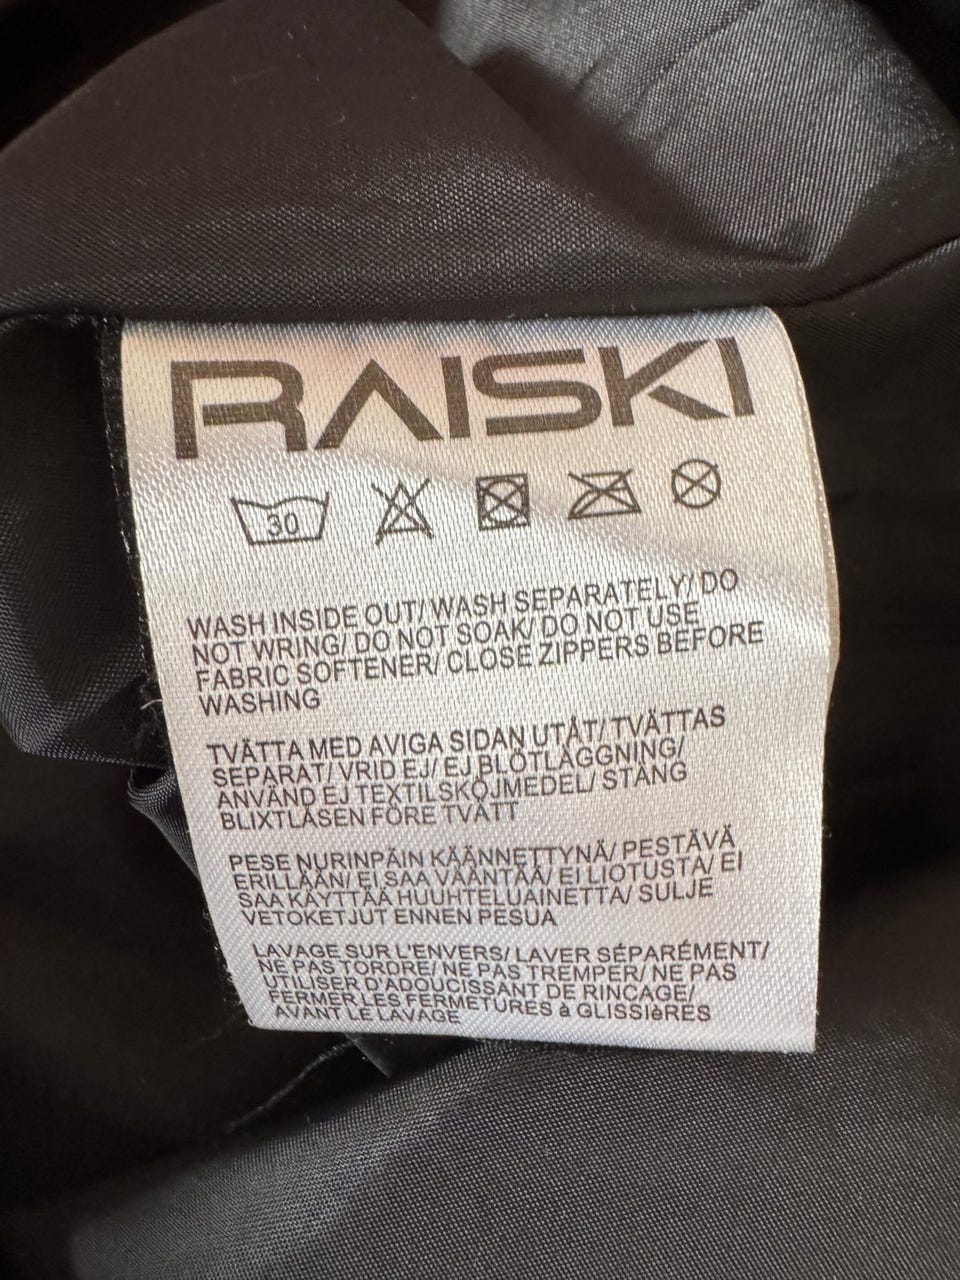 RAISKI
30
WASH INSIDE OUT/ WASH SEPARATELY/ DO
NOT WRING/ DO NOT SOAK/ DO NOT USE
FABRIC SOFTENER/ CLOSE ZIPPERS BEFORE
WASHING
TVÄTTA MED AVIGA SIDAN UTÅT/ TVÄTTAS
SEPARAT/ VRID EJ/ EJ BLÖTLÄGGNING/
ANVÄND EJ TEXTILSKÖJMEDEL/ STÄNG
BLIXTLÅSEN FÖRE TVÄTT
PESE NURINPÄIN KÄÄNNETTYNÄ/ PESTÄVÄ
ERILLÄÄN/ EI SAA VÄÄNTÄÄ/ EI LIOTUSTA/ EI
SAA KÄYTTÄÄ HUUHTELUAINETTA/ SULJE
VETOKETJUT ENNEN PESUA
LAVAGE SUR L'ENVERS/ LAVER SÉPARÉMENT/
NE PAS TORDRE/ NE PAS TREMPER/ NE PAS
UTILISER D'ADOUCISSANT DE RINCAGE/
FERMER LES FERMETURES à GLISSIèRES
AVANT LE LAVAGE